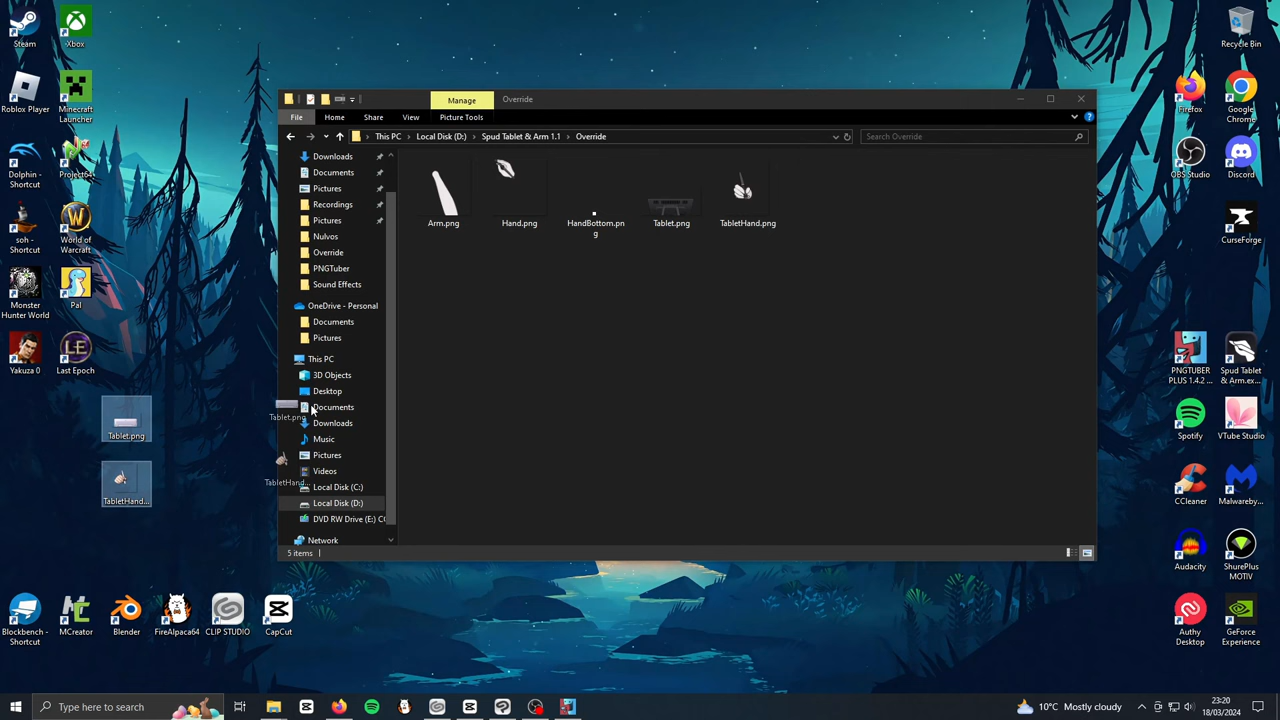 Steam
Xbox
Roblox Player
Minecraft
Launcher
Dolphin -
Shortcut
Project64
soh -
Shortcut
World of
Warcraft
Monster
Hunter World
Pal
Yakuza 0
Last Epoch
Tablet.png
TabletHand...
Blockbench -
Shortcut
MCreator
Blender
FireAlpaca64
CLIP STUDIO
CapCut
Manage
Override
File
Home
Share
View
Picture Tools
This PC
Local Disk (D:)
Spud Tablet & Arm 1.1
Override
Search Override
Downloads
Documents
Pictures
Recordings
Pictures
Nulvos
Override
PNGTuber
Sound Effects
OneDrive - Personal
Documents
Pictures
This PC
3D Objects
Desktop
Documents
Downloads
Music
Pictures
Videos
Local Disk (C:)
Local Disk (D:)
DVD RW Drive (E:) CO
Network
Tablet.png
TabletHand...
Arm.png
Hand.png
HandBottom.pn
g
Tablet.png
TabletHand.png
5 items
Recycle Bin
Firefox
Google
Chrome
OBS Studio
Discord
CurseForge
PNGTUBER
PLUS 1.4.2 ...
Spud Tablet
& Arm.ex...
Spotify
VTube Studio
CCleaner
Malwareby...
Audacity
ShurePlus
MOTIV
Authy
Desktop
GeForce
Experience
Type here to search
10°C Mostly cloudy
23:20
18/03/2024